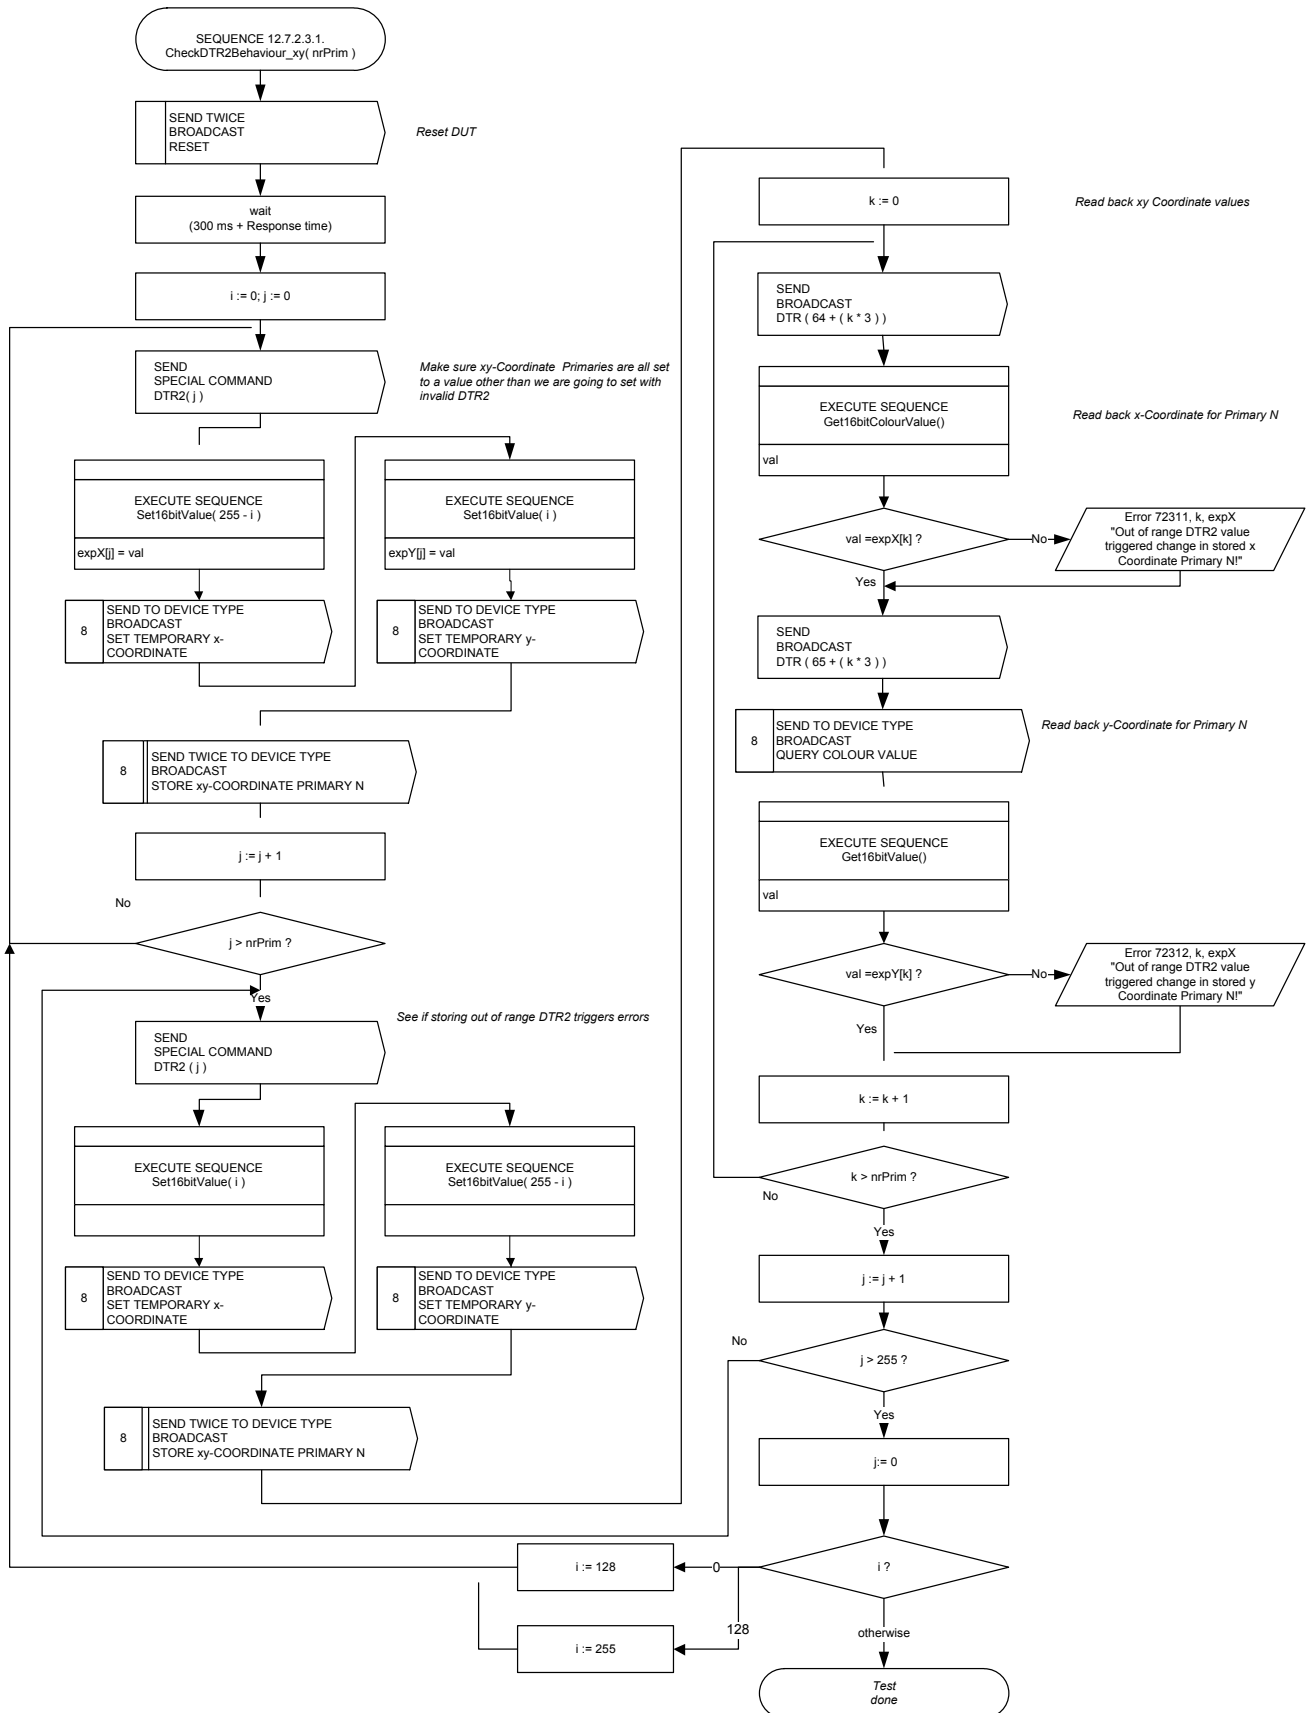 SEQUENCE 12.7.2.3.1.
CheckDTR2Behaviour_xy( nrPrim )
SEND TWICE
BROADCAST
RESET
Reset DUT
wait
(300 ms + Response time)
i := 0; j := 0
SEND
SPECIAL COMMAND
DTR2( j )
Make sure xy-Coordinate Primaries are all set
to a value other than we are going to set with
invalid DTR2
EXECUTE SEQUENCE
Set16bitValue( 255 - i )
expX[j] = val
EXECUTE SEQUENCE
Set16bitValue( i )
expY[j] = val
8
SEND TO DEVICE TYPE
BROADCAST
SET TEMPORARY x-
COORDINATE
8
SEND TO DEVICE TYPE
BROADCAST
SET TEMPORARY y-
COORDINATE
8
SEND TWICE TO DEVICE TYPE
BROADCAST
STORE xy-COORDINATE PRIMARY N
j := j + 1
No
j > nrPrim ?
Yes
See if storing out of range DTR2 triggers errors
SEND
SPECIAL COMMAND
DTR2 ( j )
EXECUTE SEQUENCE
Set16bitValue( i )
EXECUTE SEQUENCE
Set16bitValue( 255 - i )
8
SEND TO DEVICE TYPE
BROADCAST
SET TEMPORARY x-
COORDINATE
8
SEND TO DEVICE TYPE
BROADCAST
SET TEMPORARY y-
COORDINATE
8
SEND TWICE TO DEVICE TYPE
BROADCAST
STORE xy-COORDINATE PRIMARY N
k := 0
Read back xy Coordinate values
SEND
BROADCAST
DTR ( 64 + ( k * 3 ) )
EXECUTE SEQUENCE
Get16bitColourValue()
val
Read back x-Coordinate for Primary N
val =expX[k] ?
No
Error 72311, k, expX
"Out of range DTR2 value
triggered change in stored x
Coordinate Primary N!"
Yes
SEND
BROADCAST
DTR ( 65 + ( k * 3 ) )
8
SEND TO DEVICE TYPE
BROADCAST
QUERY COLOUR VALUE
Read back y-Coordinate for Primary N
EXECUTE SEQUENCE
Get16bitValue()
val
val =expY[k] ?
No
Error 72312, k, expX
"Out of range DTR2 value
triggered change in stored y
Coordinate Primary N!"
Yes
k := k + 1
k > nrPrim ?
No
Yes
j := j + 1
No
j > 255 ?
Yes
j:= 0
i ?
0
i := 128
128
i := 255
otherwise
Test
done